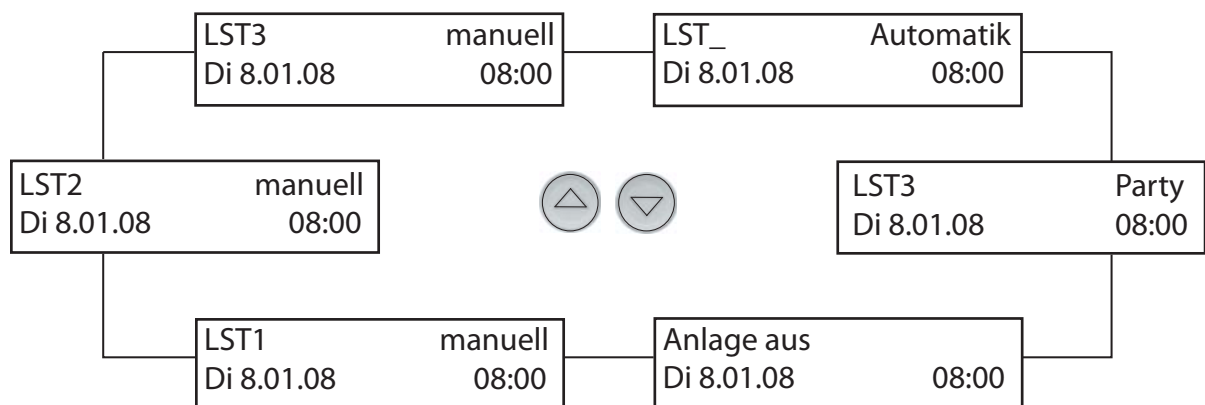 LST3 manuell
Di 8.01.08 08:00
LST_ Automatik
Di 8.01.08 08:00
LST2 manuell
Di 8.01.08 08:00
LST3 Party
Di 8.01.08 08:00
LST1 manuell
Di 8.01.08 08:00
Anlage aus
Di 8.01.08 08:00